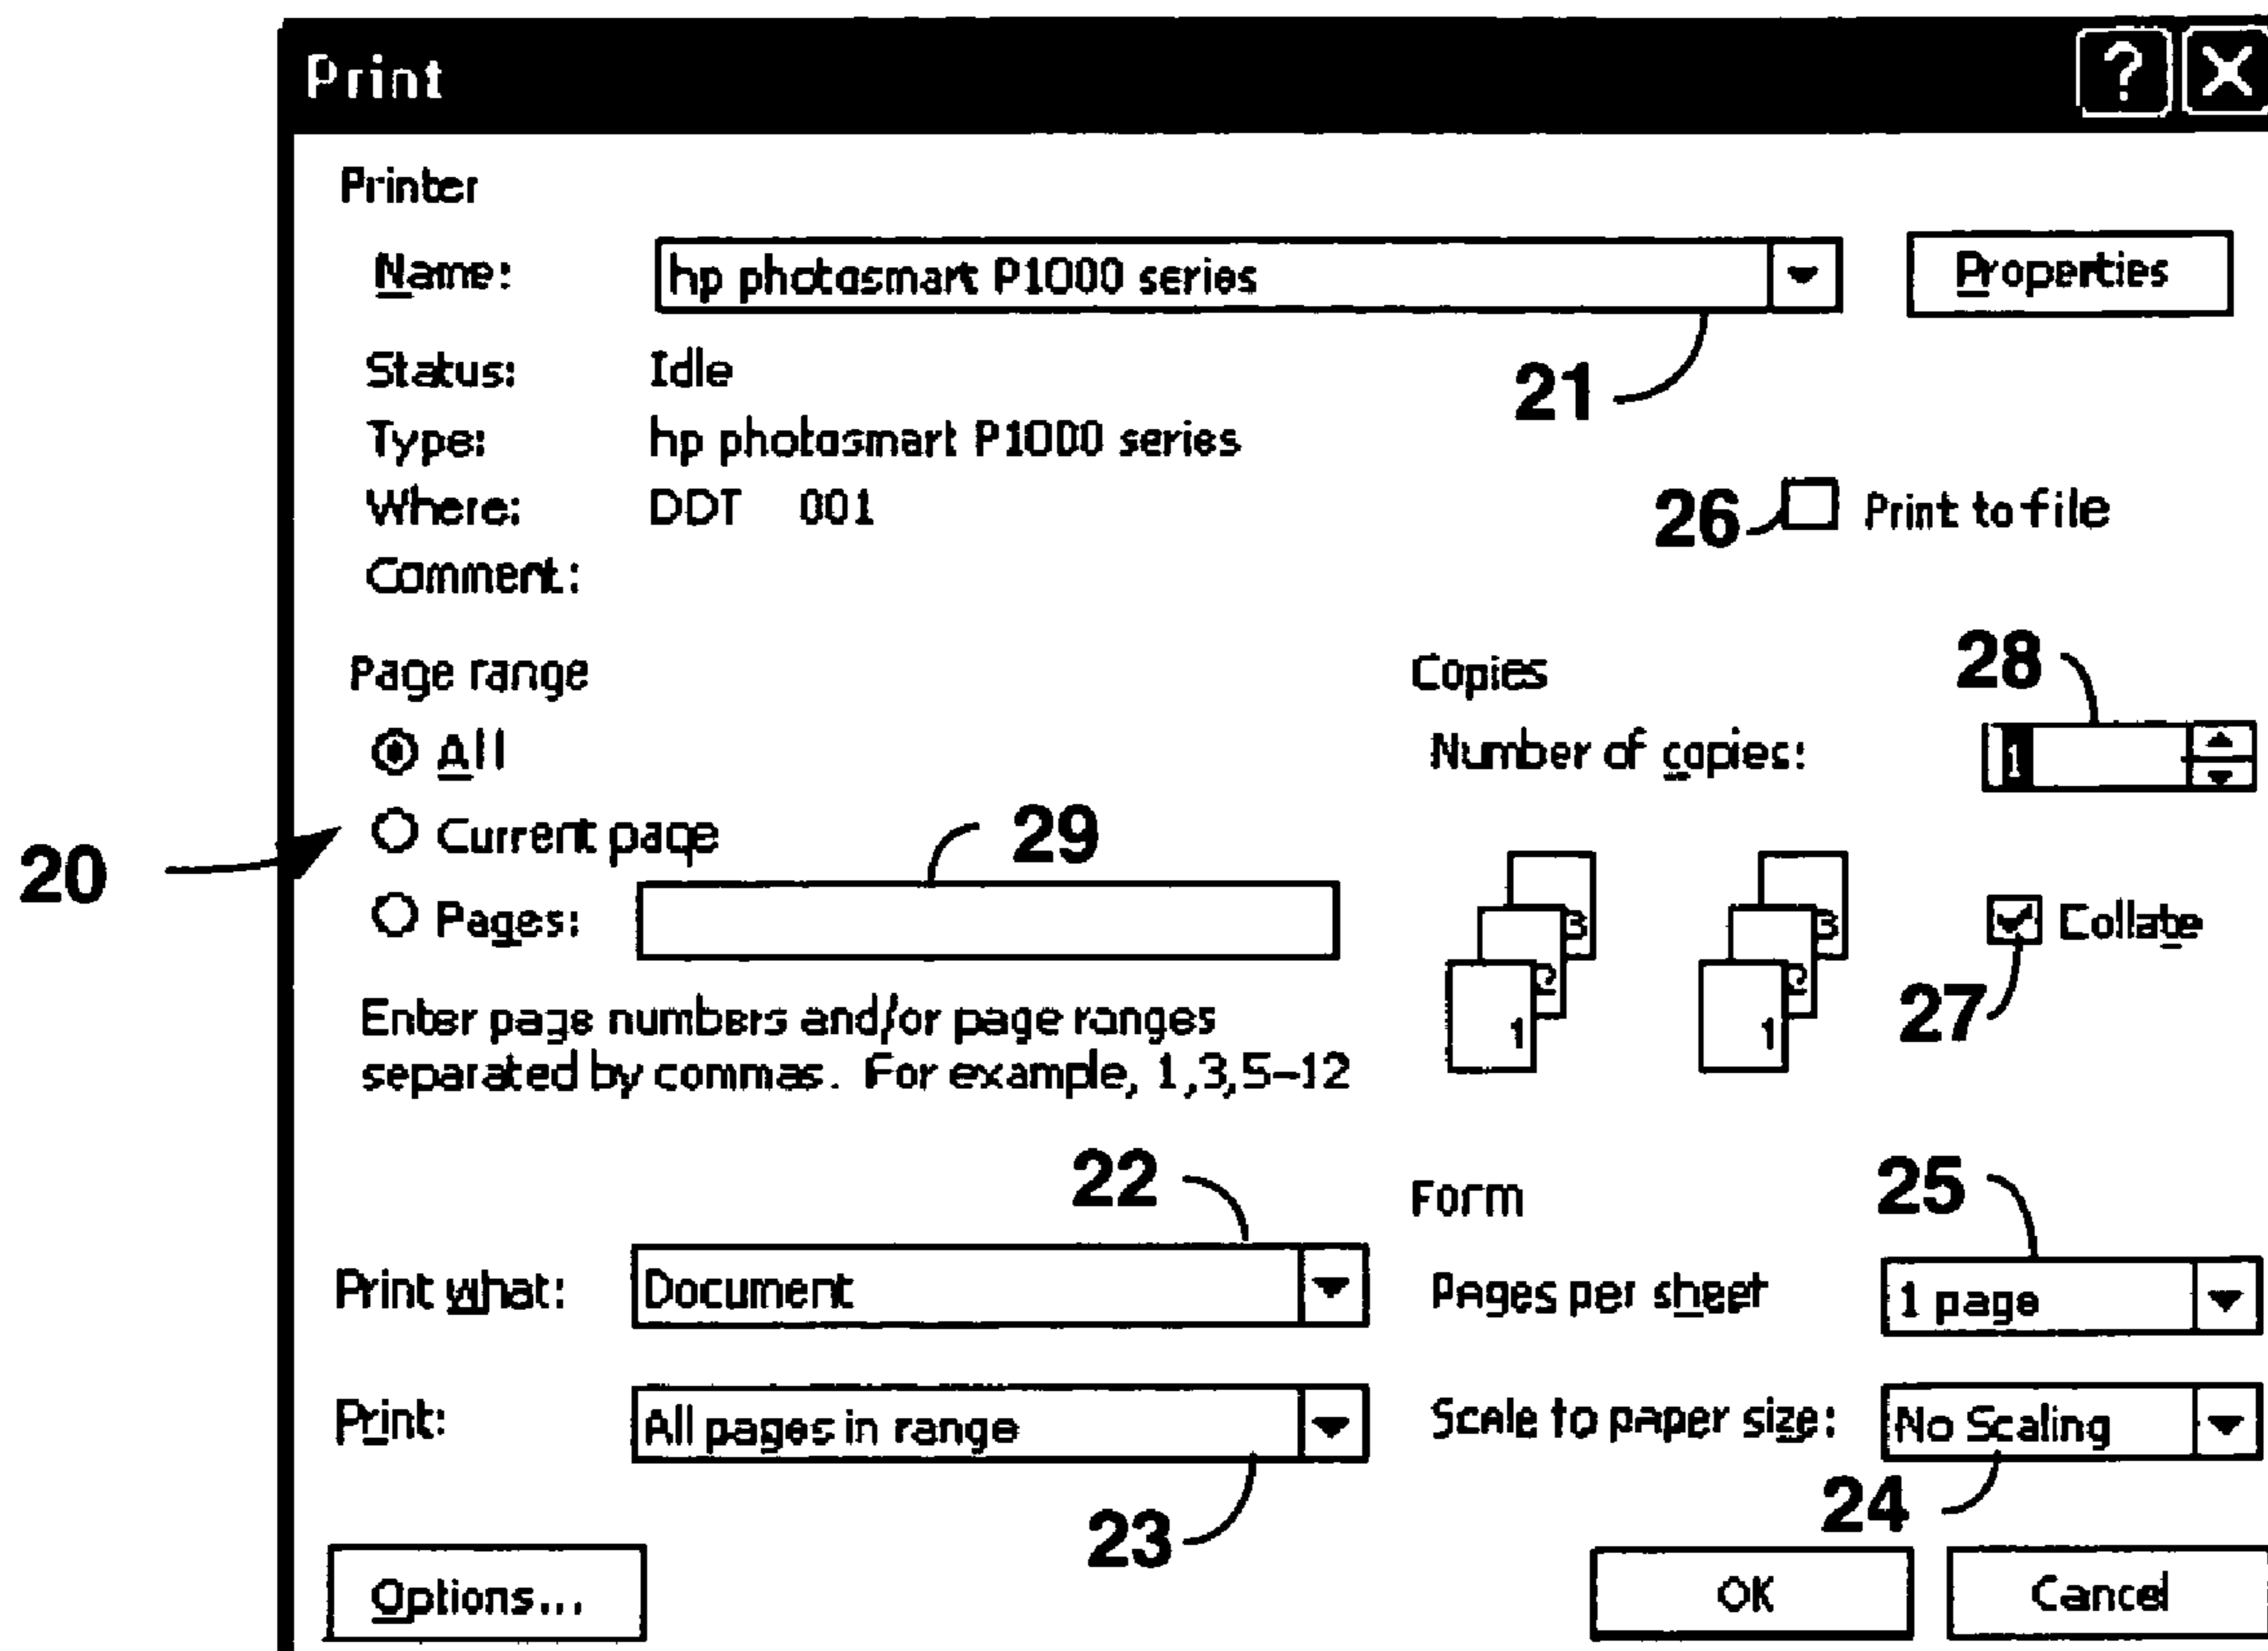 Print ? X
Printer
Name: hp photosmart P1000 series Properties
21
Status: Idle
Type: hp photosmart P1000 series
Where: DDT 001
26 Print to file
Comment:
Page range
Copies
28
All
Number of copies: 1
Current page
29
20
Pages:
3 3
2 2
1 1
Collate
27
Enter page numbers and/or page ranges
separated by commas. For example, 1,3,5-12
22
Form
25
Print what: Document
Pages per sheet 1 page
Print: All pages in range
Scale to paper size: No Scaling
23
24
Options...
OK
Cancel